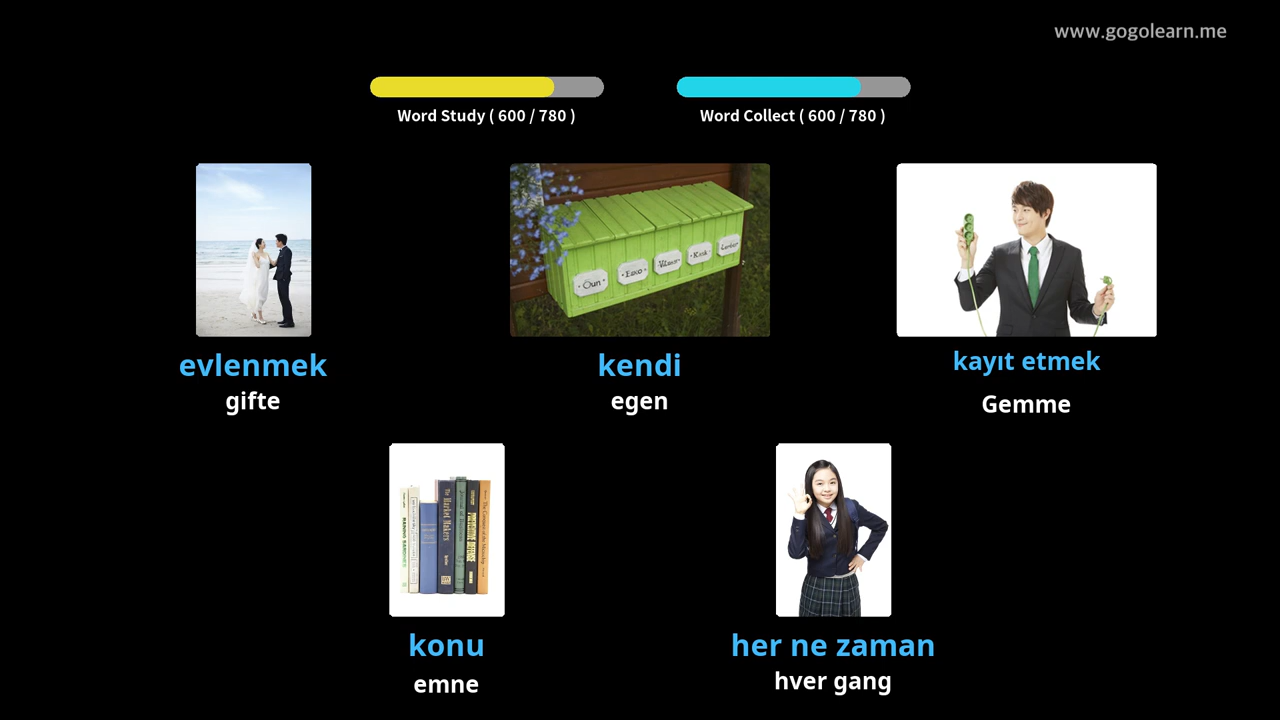 www.gogolearn.me
Word Study ( 600 / 780 )
Word Collect ( 600 / 780 )
evlenmek
gifte
kendi
egen
kayıt etmek
Gemme
konu
emne
her ne zaman
hver gang